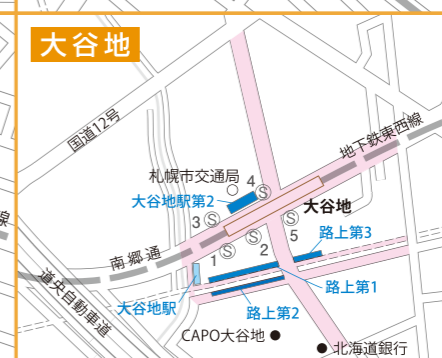 大谷地
国道12号
地下鉄東西線
札幌市交通局
4
Ⓢ
大谷地駅第2
大谷地
3 Ⓢ
Ⓢ
5
南郷通
1
Ⓢ
2
Ⓢ
路上第3
線
道央自動車道
大谷地駅
路上第1
路上第2
CAPO大谷地
北海道銀行